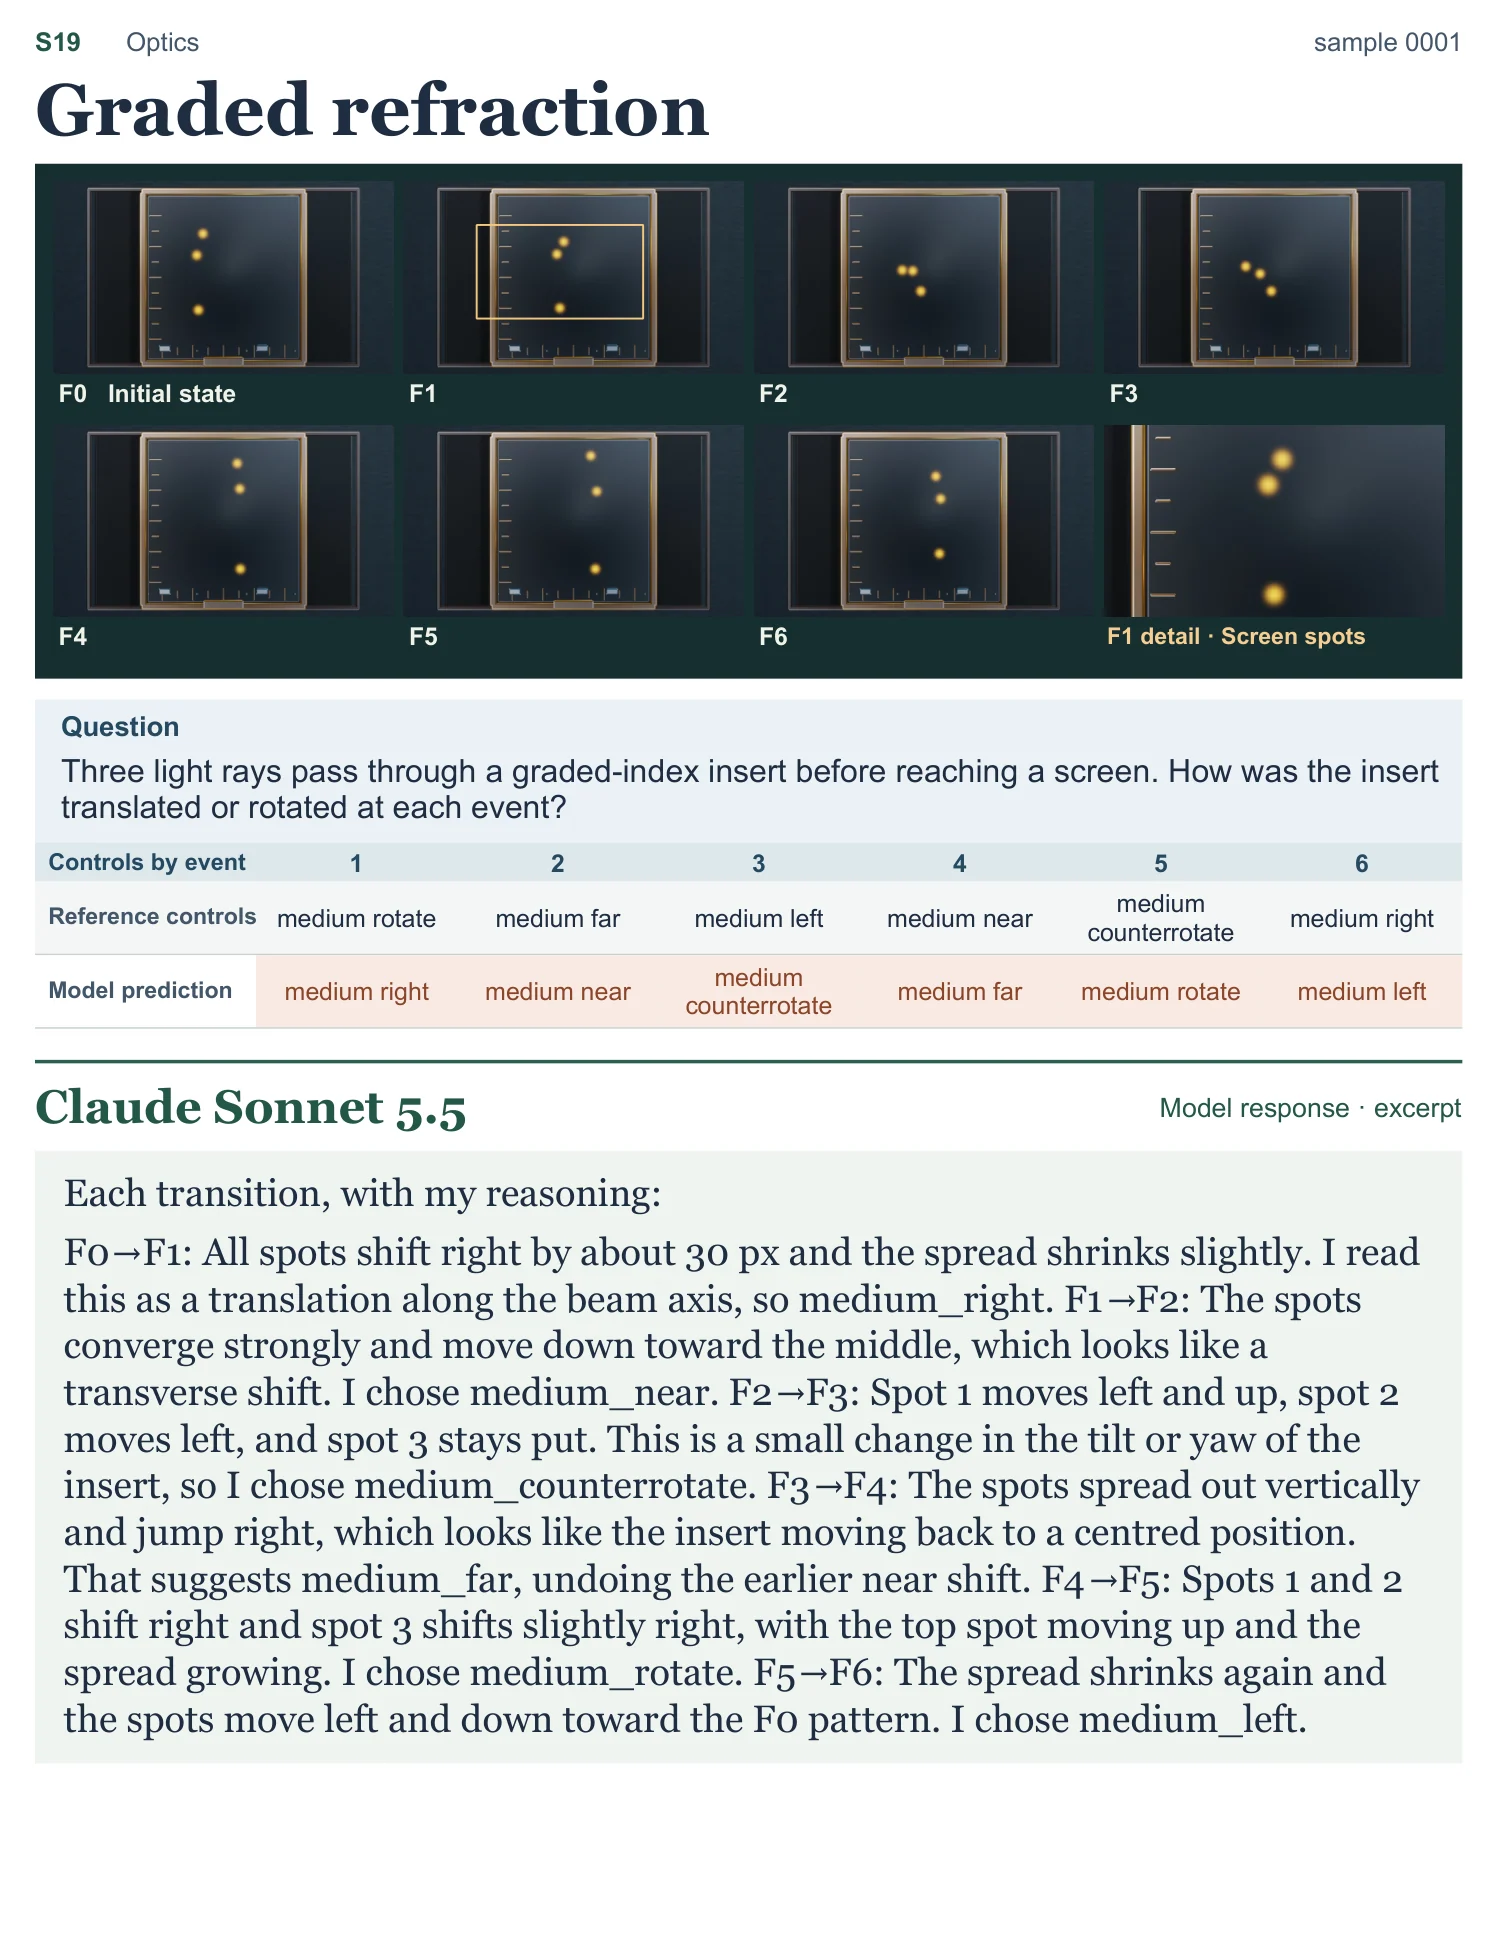 S19 Optics sample 0001
Graded refraction
F0 Initial state
F1
F2
F3
F4
F5
F6
F1 detail · Screen spots
Question
Three light rays pass through a graded-index insert before reaching a screen. How was the insert
translated or rotated at each event?
Controls by event 1 2 3 4 5 6
Reference controls medium rotate medium far medium left medium near medium counterrotate medium right
Model prediction medium right medium near medium counterrotate medium far medium rotate medium left
Claude Sonnet 5.5
Model response · excerpt
Each transition, with my reasoning:
F0→F1: All spots shift right by about 30 px and the spread shrinks slightly. I read
this as a translation along the beam axis, so medium_right. F1→F2: The spots
converge strongly and move down toward the middle, which looks like a
transverse shift. I chose medium_near. F2→F3: Spot 1 moves left and up, spot 2
moves left, and spot 3 stays put. This is a small change in the tilt or yaw of the
insert, so I chose medium_counterrotate. F3→F4: The spots spread out vertically
and jump right, which looks like the insert moving back to a centred position.
That suggests medium_far, undoing the earlier near shift. F4→F5: Spots 1 and 2
shift right and spot 3 shifts slightly right, with the top spot moving up and the
spread growing. I chose medium_rotate. F5→F6: The spread shrinks again and
the spots move left and down toward the F0 pattern. I chose medium_left.